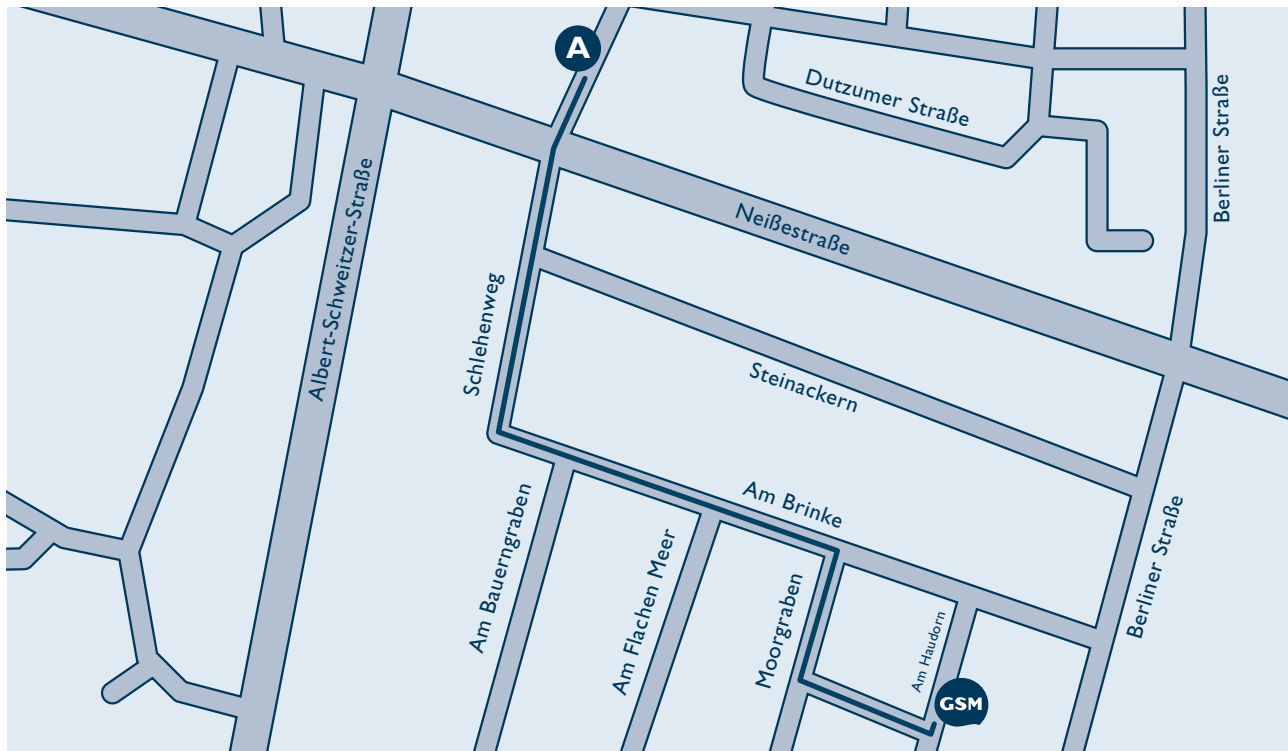 A
Dutzumer Straße
Berliner Straße
Albert-Schweitzer-Straße
Neißestraße
Schlehenweg
Steinackern
Am Brinke
Am Bauerngraben
Am Flachen Meer
Moorgraben
Am Haudorn
Berliner Straße
GSM